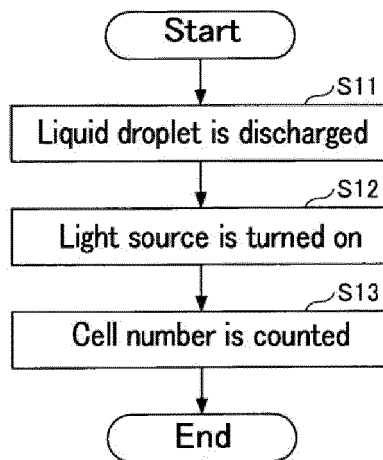 Start
S11
Liquid droplet is discharged
S12
Light source is turned on
S13
Cell number is counted
End